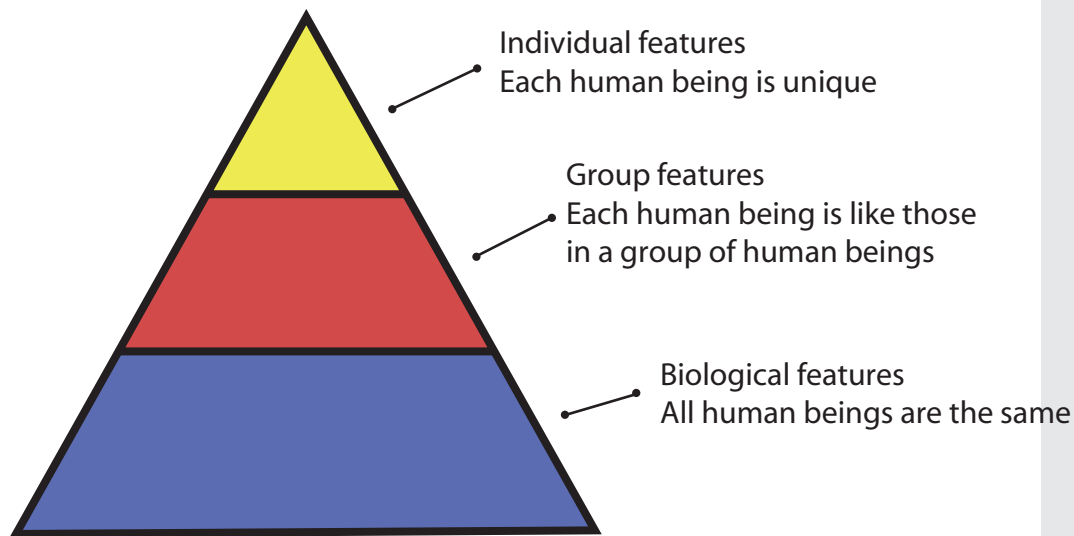 Individual features
Each human being is unique
Group features
Each human being is like those
in a group of human beings
Biological features
All human beings are the same